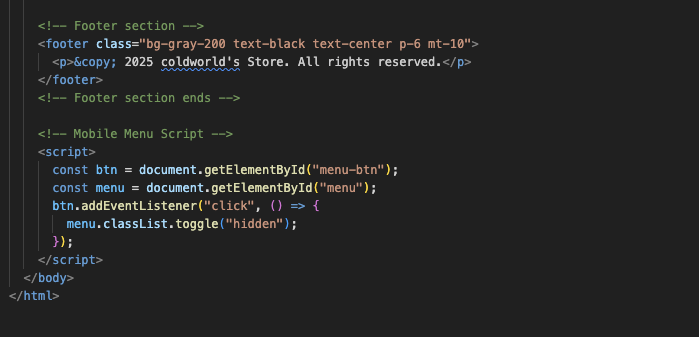 <!-- Footer section -->
<footer class="bg-gray-200 text-black text-center p-6 mt-10">
<p>&copy; 2025 coldworld's Store. All rights reserved.</p>
</footer>
<!-- Footer section ends -->
<!-- Mobile Menu Script -->
<script>
const btn = document.getElementById("menu-btn");
const menu = document.getElementById("menu");
btn.addEventListener("click", () => {
menu.classList.toggle("hidden");
});
</script>
</body>
</html>